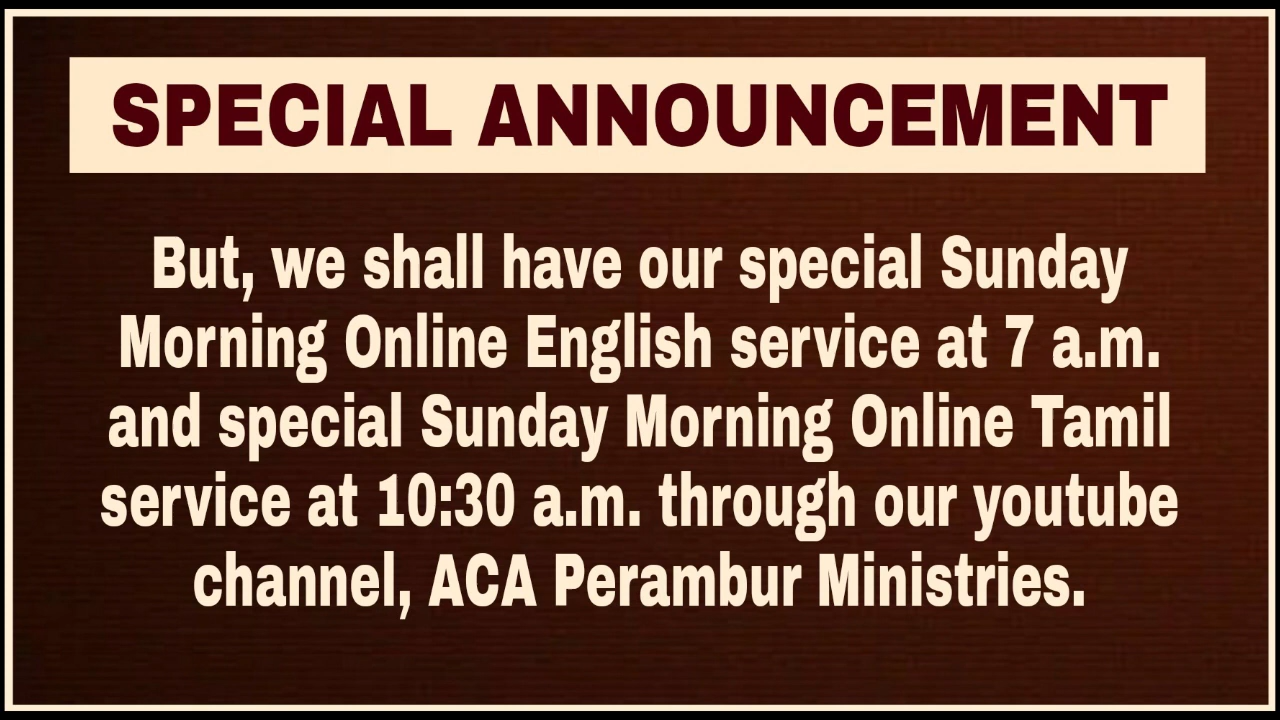 SPECIAL ANNOUNCEMENT
But, we shall have our special Sunday
Morning Online English service at 7 a.m.
and special Sunday Morning Online Tamil
service at 10:30 a.m. through our youtube
channel, ACA Perambur Ministries.